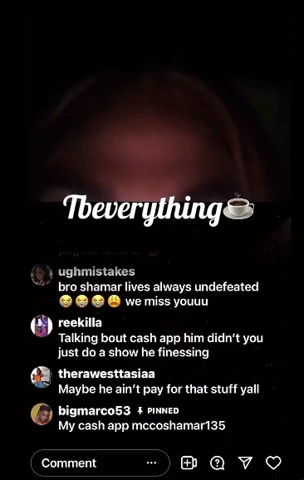 Tbeverything☕
ughmistakes
bro shamar lives always undefeated
😭😭😭😩 we miss youuu
reekilla
Talking bout cash app him didn't you
just do a show he finessing
therawesttasiaa
Maybe he ain't pay for that stuff yall
bigmarco53 📌 PINNED
My cash app mccoshamar135
Comment ...